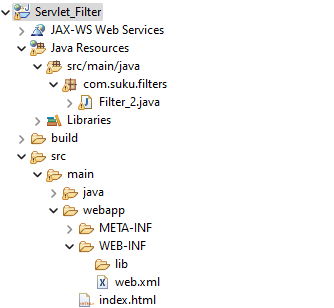 Servlet_Filter
JAX-WS Web Services
Java Resources
src/main/java
com.suku.filters
Filter_2.java
Libraries
build
src
main
java
webapp
META-INF
WEB-INF
lib
web.xml
index.html